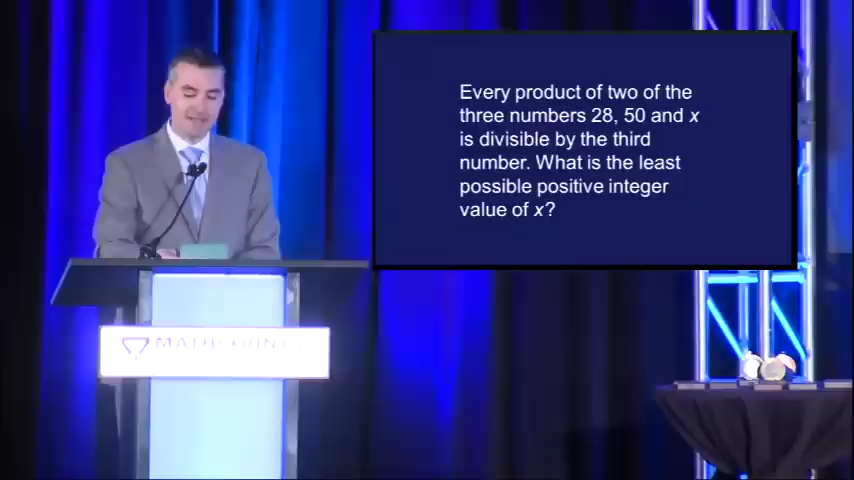 Every product of two of the
three numbers 28, 50 and x
is divisible by the third
number. What is the least
possible positive integer
value of x?
MATHCOUNTS